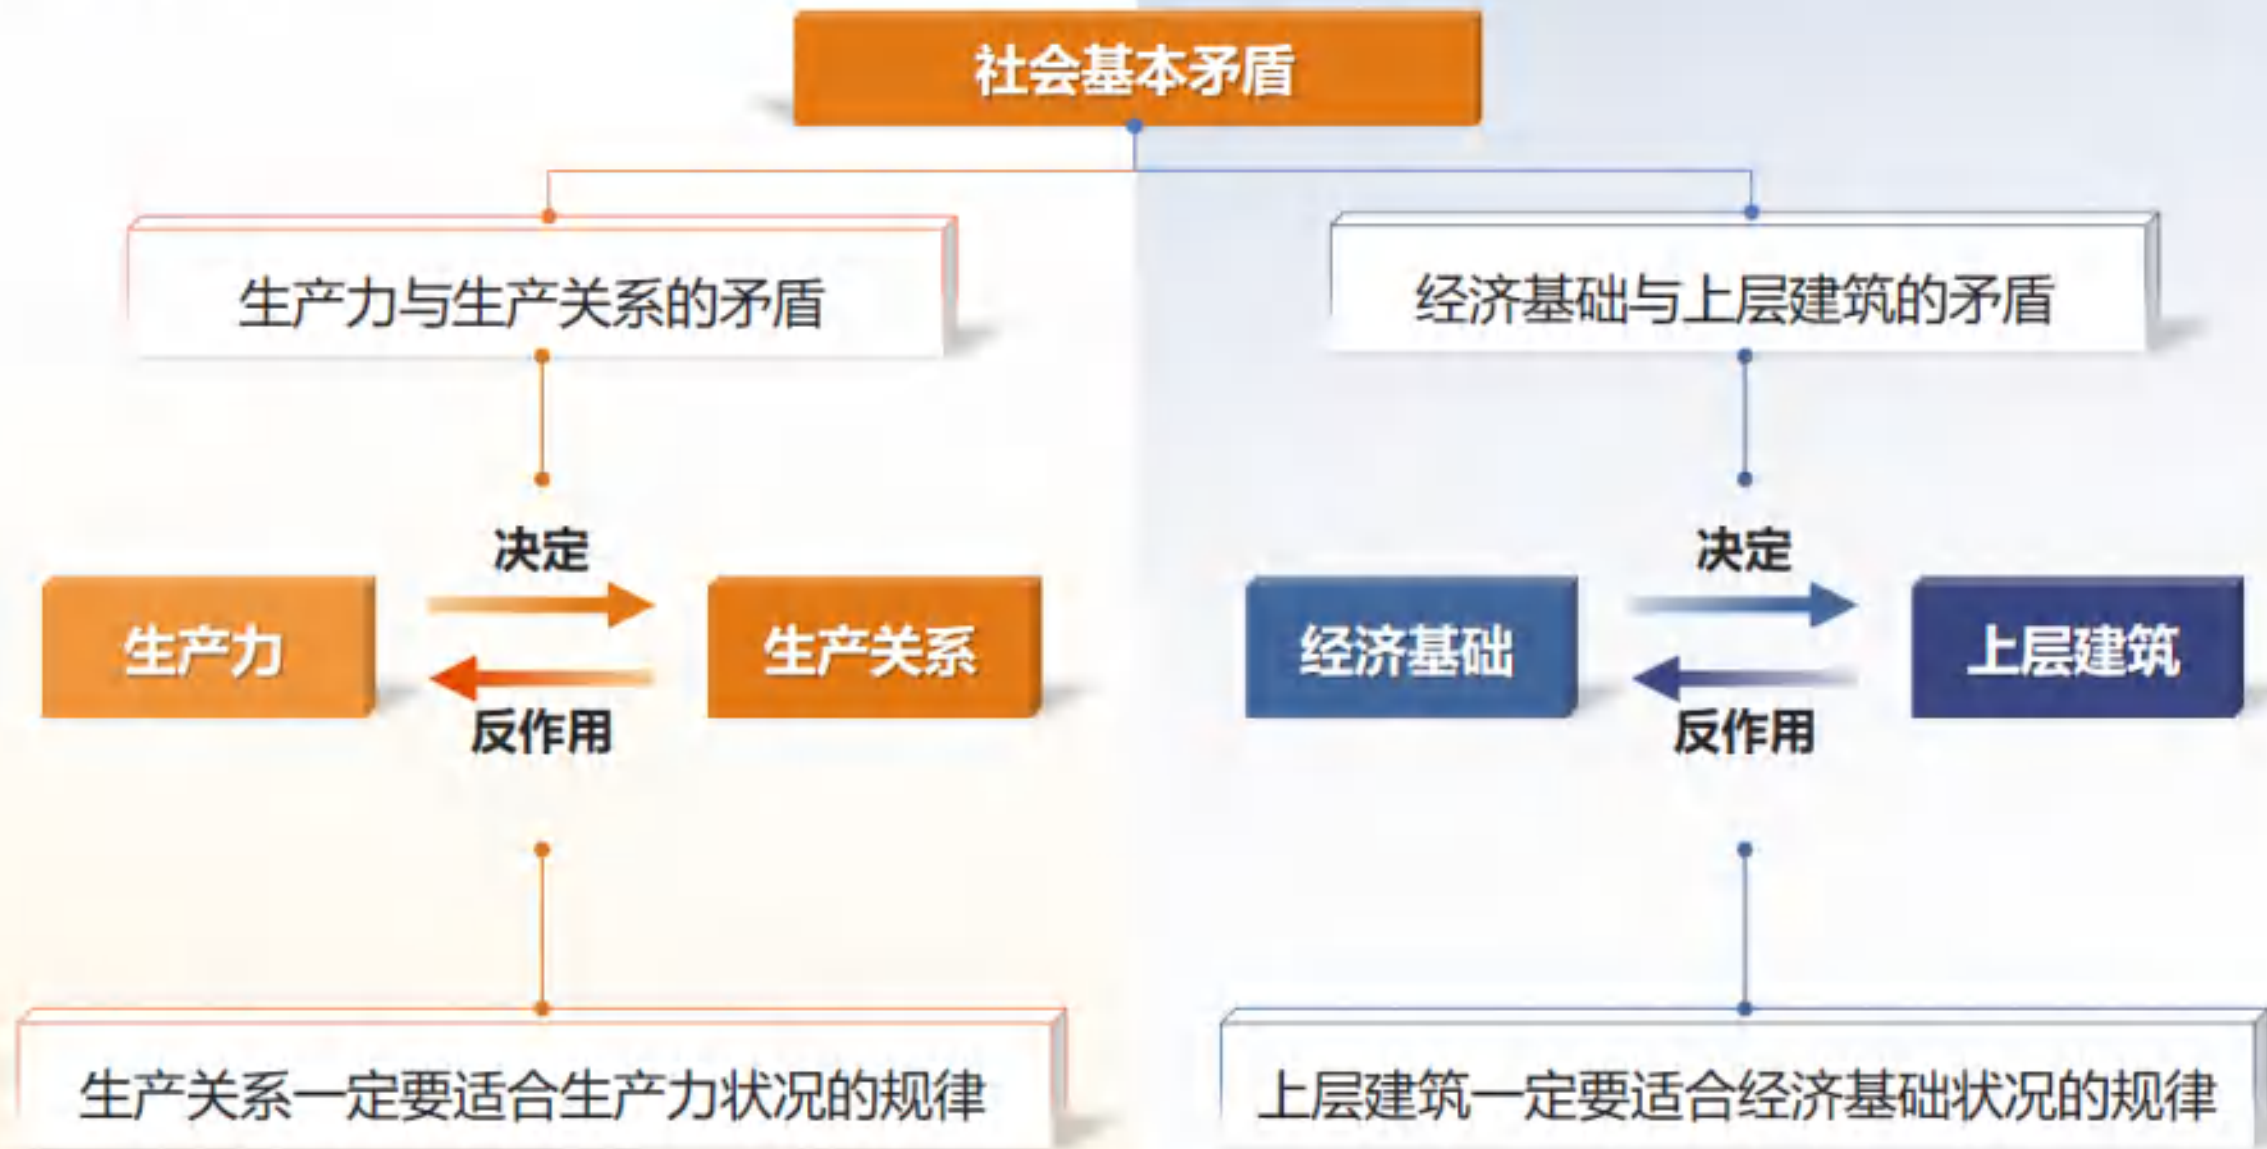 社会基本矛盾
生产力与生产关系的矛盾
经济基础与上层建筑的矛盾
决定
生产力
生产关系
反作用
决定
经济基础
上层建筑
反作用
生产关系一定要适合生产力状况的规律
上层建筑一定要适合经济基础状况的规律